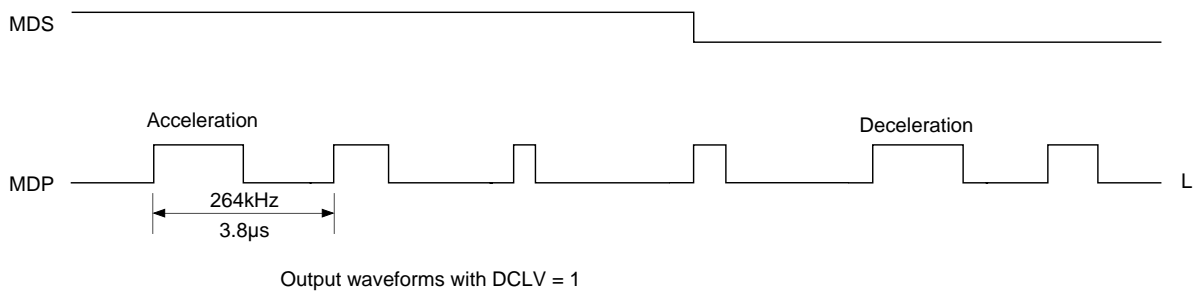 MDS
Acceleration
Deceleration
MDP
L
264kHz
3.8µs
Output waveforms with DCLV = 1